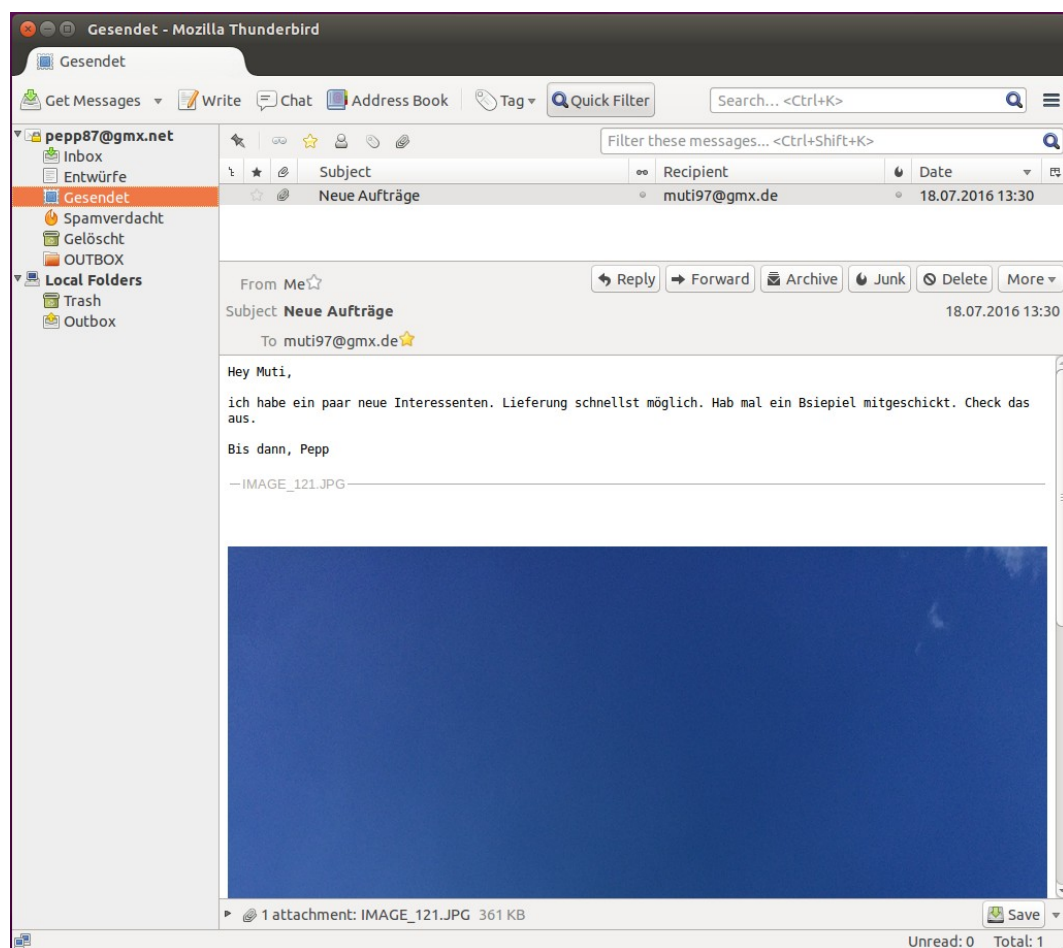 Gesendet - Mozilla Thunderbird
Gesendet
Get Messages Write Chat Address Book Tag Quick Filter Search... <Ctrl+K>
pepp87@gmx.net
Inbox
Entwürfe
Gesendet
Spamverdacht
Gelöscht
OUTBOX
Local Folders
Trash
Outbox
Filter these messages... <Ctrl+Shift+K>
Subject Recipient Date
Neue Aufträge muti97@gmx.de 18.07.2016 13:30
From Me Reply Forward Archive Junk Delete More
Subject Neue Aufträge 18.07.2016 13:30
To muti97@gmx.de
Hey Muti,
ich habe ein paar neue Interessenten. Lieferung schnellst möglich. Hab mal ein Bsiepiel mitgeschickt. Check das
aus.
Bis dann, Pepp
IMAGE_121.JPG
1 attachment: IMAGE_121.JPG 361 KB Save
Unread: 0 Total: 1